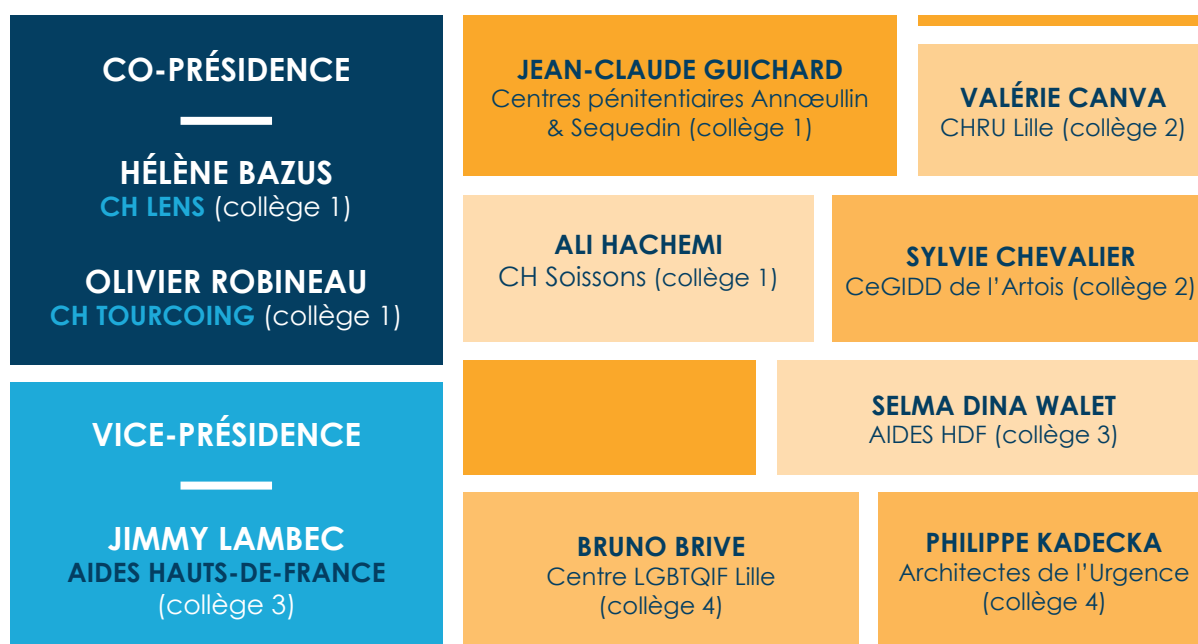 CO-PRÉSIDENCE
HÉLÈNE BAZUS
CH LENS (collège 1)
OLIVIER ROBINEAU
CH TOURCOING (collège 1)
VICE-PRÉSIDENCE
JIMMY LAMBEC
AIDES HAUTS-DE-FRANCE
(collège 3)
JEAN-CLAUDE GUICHARD
Centres pénitentiaires Annœullin
& Sequedin (collège 1)
VALÉRIE CANVA
CHRU Lille (collège 2)
ALI HACHEMI
CH Soissons (collège 1)
SYLVIE CHEVALIER
CeGIDD de l’Artois (collège 2)
SELMA DINA WALET
AIDES HDF (collège 3)
BRUNO BRIVE
Centre LGBTQIF Lille
(collège 4)
PHILIPPE KADECKA
Architectes de l’Urgence
(collège 4)